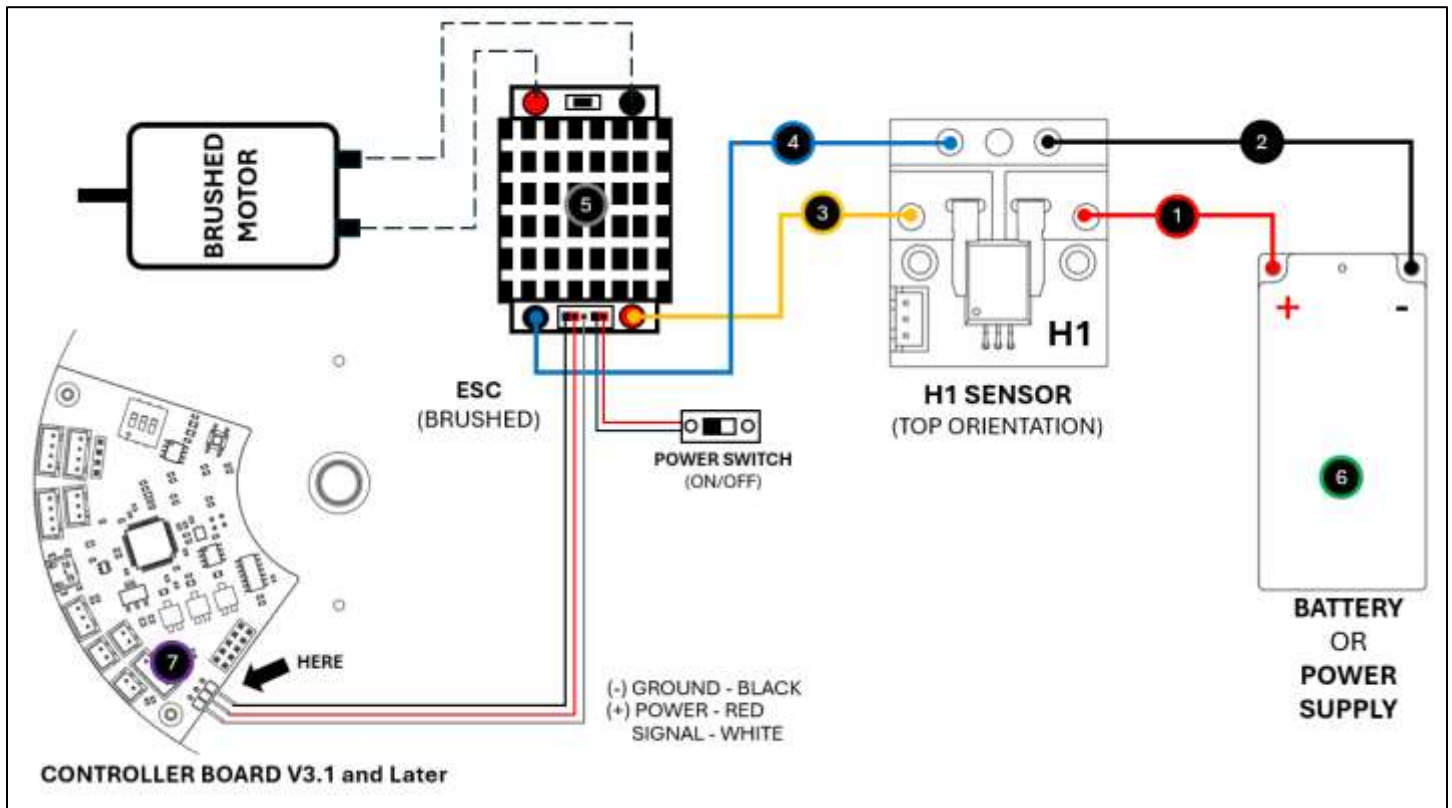 BRUSHED
MOTOR
5
4
3
2
1
H1
+
-
6
ESC
(BRUSHED)
H1 SENSOR
(TOP ORIENTATION)
POWER SWITCH
(ON/OFF)
BATTERY
OR
POWER
SUPPLY
7
HERE
(-) GROUND - BLACK
(+) POWER - RED
SIGNAL - WHITE
CONTROLLER BOARD V3.1 and Later